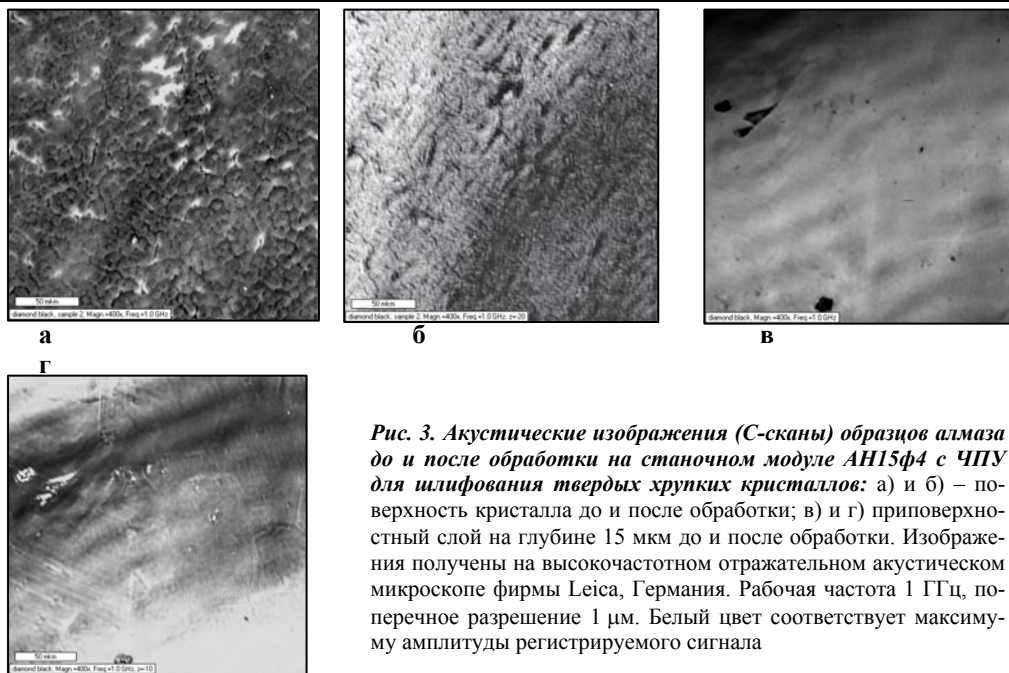 50 mkm
diamond black, sample 2, Magn.=400x, Freq.=1.0 GHz
50 mkm
diamond black, sample 2, Magn.=400x, Freq.=1.0 GHz, z=-20
diamond black, Magn.=400x, Freq.=1.0 GHz
а
б
в
г
50 mkm
diamond black, Magn.=400x, Freq.=1.0 GHz, z=-10
Рис. 3. Акустические изображения (С-сканы) образцов алмаза
до и после обработки на станочном модуле АН15ф4 с ЧПУ
для шлифования твердых хрупких кристаллов: а) и б) – по-
верхность кристалла до и после обработки; в) и г) приповерхно-
стный слой на глубине 15 мкм до и после обработки. Изображе-
ния получены на высокочастотном отражательном акустическом
микроскопе фирмы Leica, Германия. Рабочая частота 1 ГГц, по-
перечное разрешение 1 μм. Белый цвет соответствует максиму-
му амплитуды регистрируемого сигнала